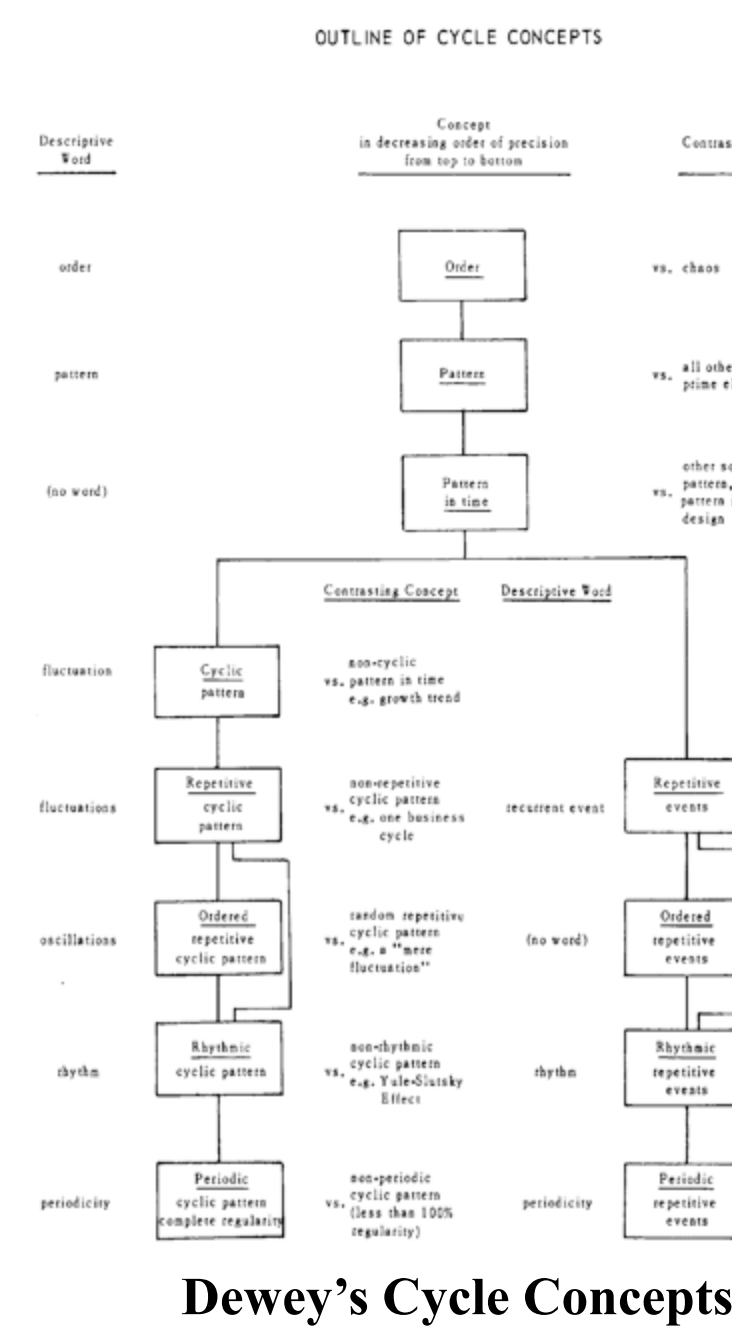 OUTLINE OF CYCLE CONCEPTS
Descriptive
Word
Concept
in decreasing order of precision
from top to bottom
order
Order
vs. chaos
pattern
Pattern
vs.
all
prime
(no word)
Pattern
in time
vs.
other
pattern,
pattern
design
Contrasting Concept
Descriptive Word
fluctuation
Cyclic
pattern
non-cyclic
vs. pattern in time
e.g. growth trend
fluctuations
Repetitive
cyclic
pattern
non-repetitive
vs. cyclic pattern
e.g. one business
cycle
recurrent event
Repetitive
events
oscillations
Ordered
repetitive
cyclic pattern
random repetitive
vs. cyclic pattern
e.g. a "mere
fluctuation"
(no word)
Ordered
repetitive
events
rhythm
Rhythmic
cyclic pattern
non-rhythmic
vs. cyclic pattern
e.g. Yule-Slutsky
Effect
rhythm
Rhythmic
repetitive
events
periodicity
Periodic
cyclic pattern
complete regularity
non-periodic
vs. cyclic pattern
(less than 100%
regularity)
periodicity
Periodic
repetitive
events
Dewey's Cycle Concepts